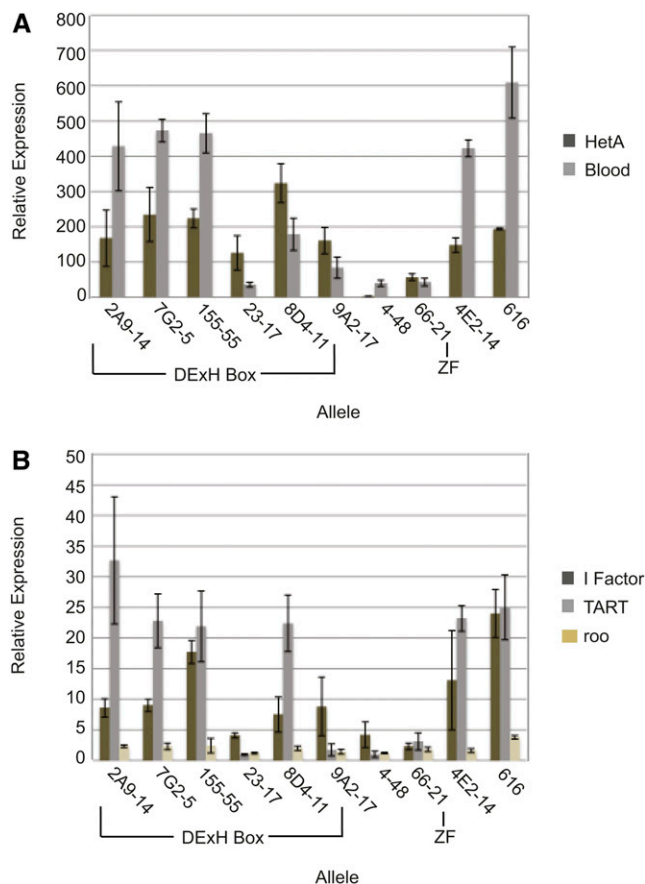 A
Relative Expression
800
700
600
500
400
300
200
100
0
2A9-14
7G2-5
155-55
23-17
8D4-11
9A2-17
4-48
66-21
4E2-14
616
DExH Box
ZF
Allele
HetA
Blood
B
Relative Expression
50
45
40
35
30
25
20
15
10
5
0
2A9-14
7G2-5
155-55
23-17
8D4-11
9A2-17
4-48
66-21
4E2-14
616
DExH Box
ZF
Allele
I Factor
TART
roo